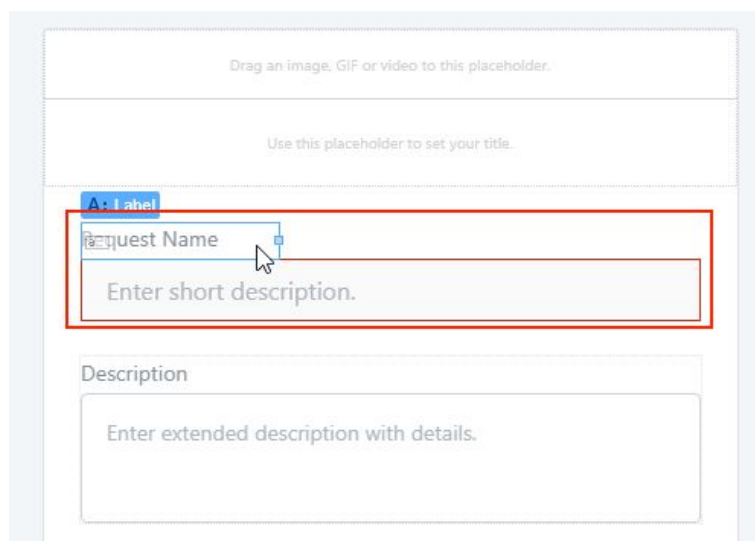 Drag an image, GIF or video to this placeholder.
Use this placeholder to set your title.
A: Label
Request Name
Enter short description.
Description
Enter extended description with details.